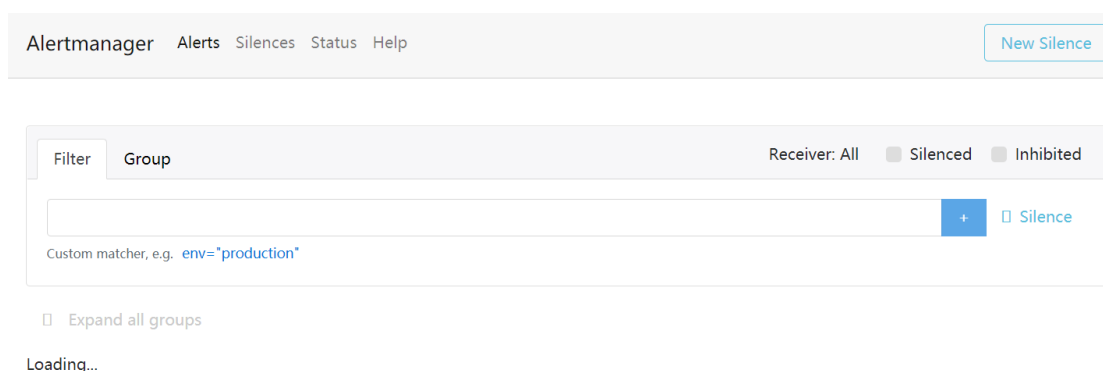 Alertmanager Alerts Silences Status Help New Silence
Filter Group Receiver: All Silenced Inhibited
+ Silence
Custom matcher, e.g. env="production"
Expand all groups
Loading...